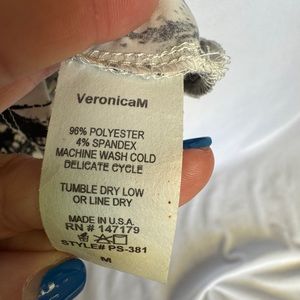 VeronicaM
96% POLYESTER
4% SPANDEX
MACHINE WASH COLD
DELICATE CYCLE
TUMBLE DRY LOW
OR LINE DRY
MADE IN U.S.A.
RN # 147179
STYLE# PS-381
M